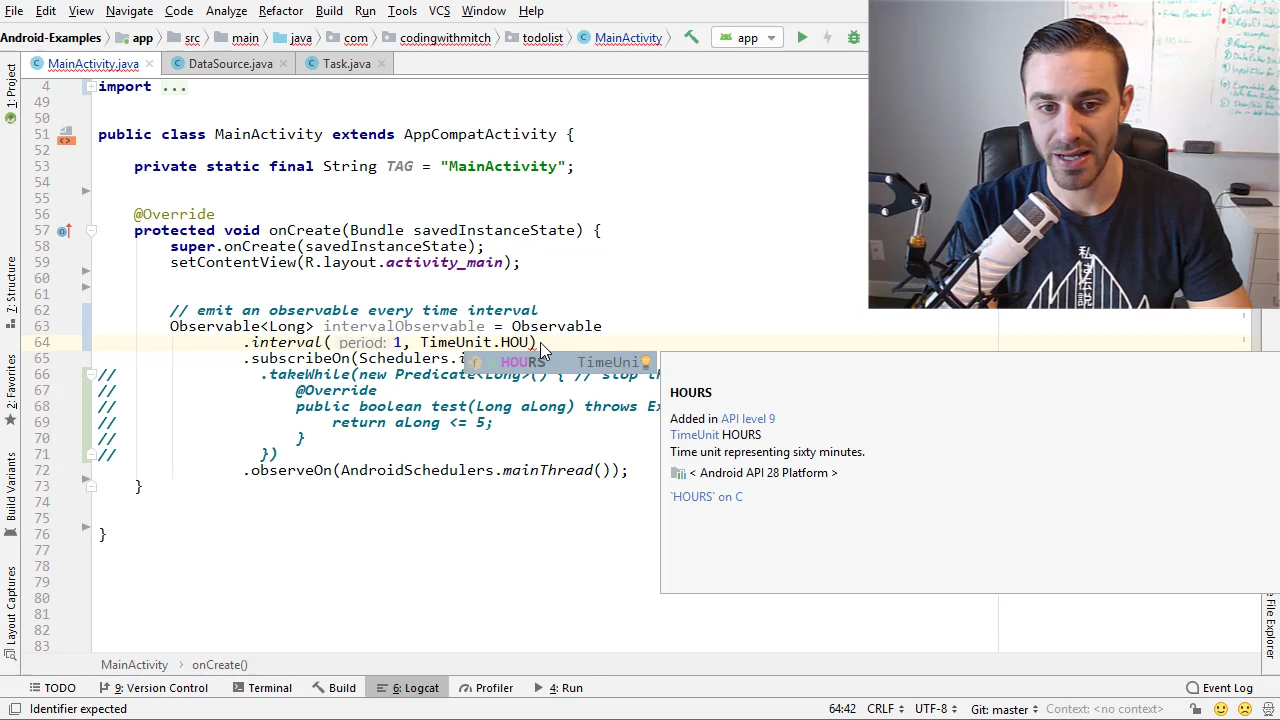 File Edit View Navigate Code Analyze Refactor Build Run Tools VCS Window Help
Android-Examples app src main java com codingwithmitch todolist MainActivity app
MainActivity.java DataSource.java Task.java
4 import ...
49
50
51 public class MainActivity extends AppCompatActivity {
52
53 private static final String TAG = "MainActivity";
54
55
56 @Override
57 protected void onCreate(Bundle savedInstanceState) {
58 super.onCreate(savedInstanceState);
59 setContentView(R.layout.activity_main);
60
61
62 // emit an observable every time interval
63 Observable<Long> intervalObservable = Observable
64 .interval( period: 1, TimeUnit.HOU)
65 .subscribeOn(Schedulers.i
HOURS TimeUni
66 // .takeWhile(new Predicate<Long>() { // stop th
67 // @Override
68 // public boolean test(Long aLong) throws Ex
69 // return aLong <= 5;
70 // }
71 // })
72 .observeOn(AndroidSchedulers.mainThread());
73 }
74
75
76 }
77
78
79
80
81
82
83
HOURS
Added in API level 9
TimeUnit HOURS
Time unit representing sixty minutes.
< Android API 28 Platform >
`HOURS` on C
1: Project
7: Structure
2: Favorites
Build Variants
Layout Captures
e File Explorer
私は伝説
MainActivity onCreate()
TODO 9: Version Control Terminal Build 6: Logcat Profiler 4: Run Event Log
Identifier expected 64:42 CRLF UTF-8 Git: master Context: <no context>